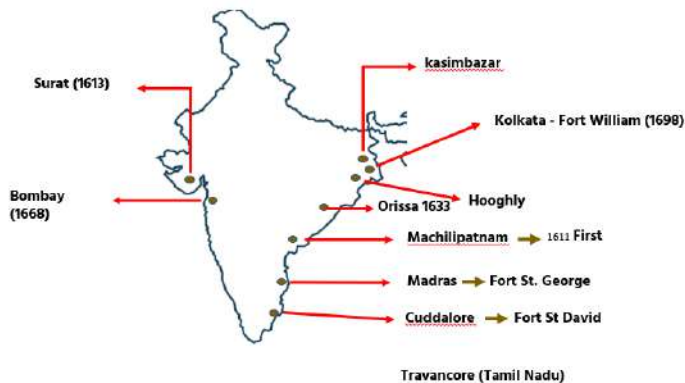 kasimbazar
Surat (1613)
Kolkata - Fort William (1698)
Bombay
(1668)
Hooghly
Orissa 1633
Machilipatnam 1611 First
Madras Fort St. George
Cuddalore Fort St David
Travancore (Tamil Nadu)